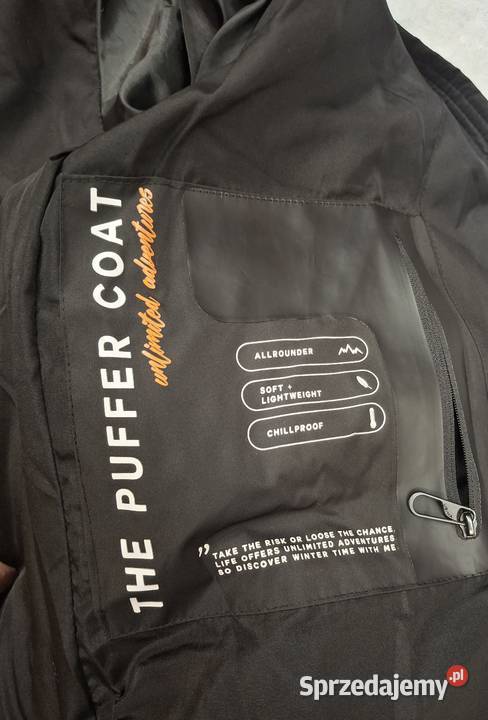 THE PUFFER COAT
unlimited adventures
ALLROUNDER
SOFT +
LIGHTWEIGHT
CHILLPROOF
”TAKE THE RISK OR LOOSE THE CHANCE.
LIFE OFFERS UNLIMITED ADVENTURES
SO DISCOVER WINTER TIME WITH ME
Sprzedajemy.pl